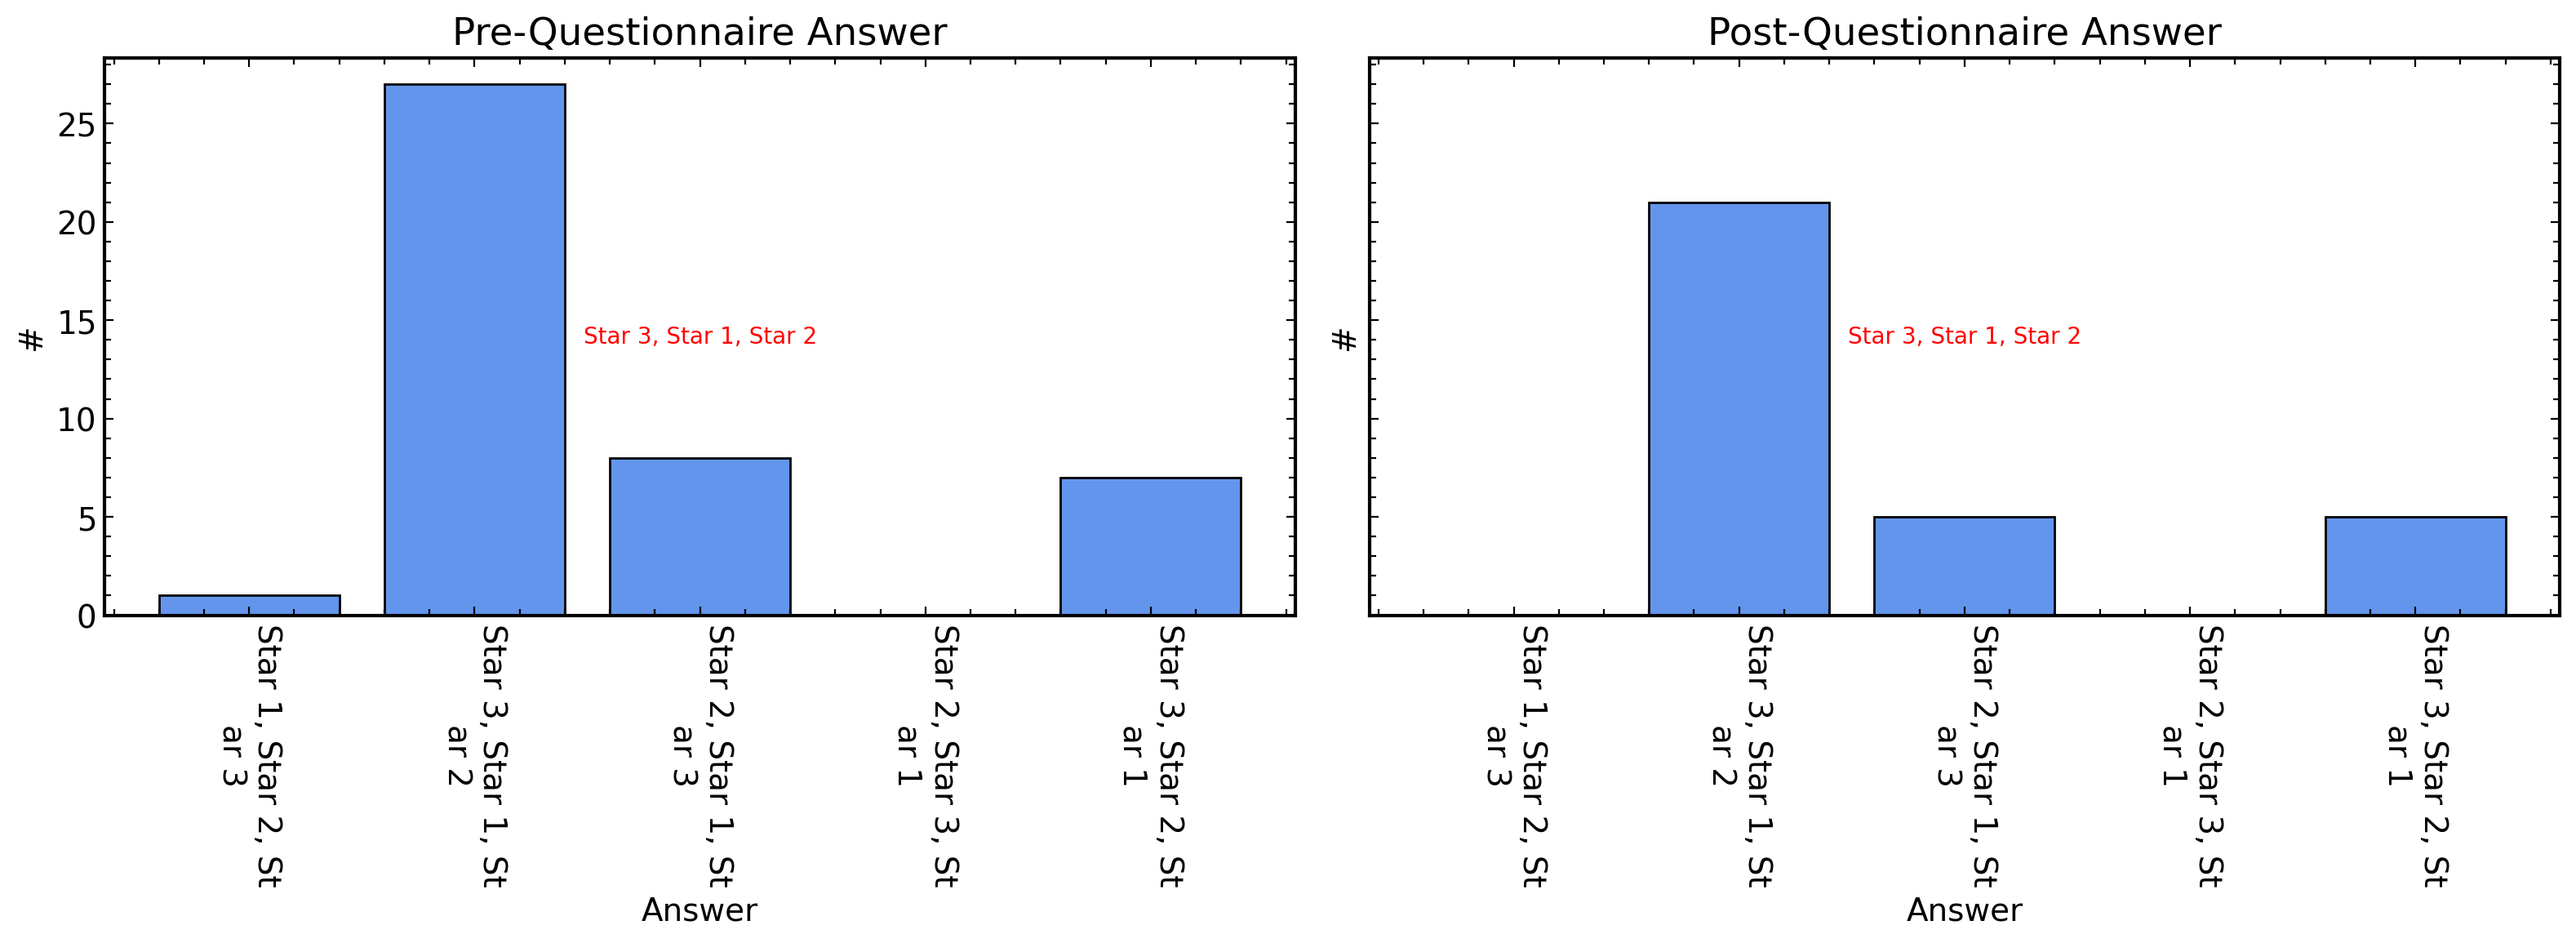 Pre-Questionnaire Answer
#
25
20
15
10
5
0
Star 3, Star 1, Star 2
Star 1, Star 2, St
ar 3
Star 3, Star 1, St
ar 2
Star 2, Star 1, St
ar 3
Star 2, Star 3, St
ar 1
Star 3, Star 2, St
ar 1
Answer
Post-Questionnaire Answer
#
Star 3, Star 1, Star 2
Star 1, Star 2, St
ar 3
Star 3, Star 1, St
ar 2
Star 2, Star 1, St
ar 3
Star 2, Star 3, St
ar 1
Star 3, Star 2, St
ar 1
Answer